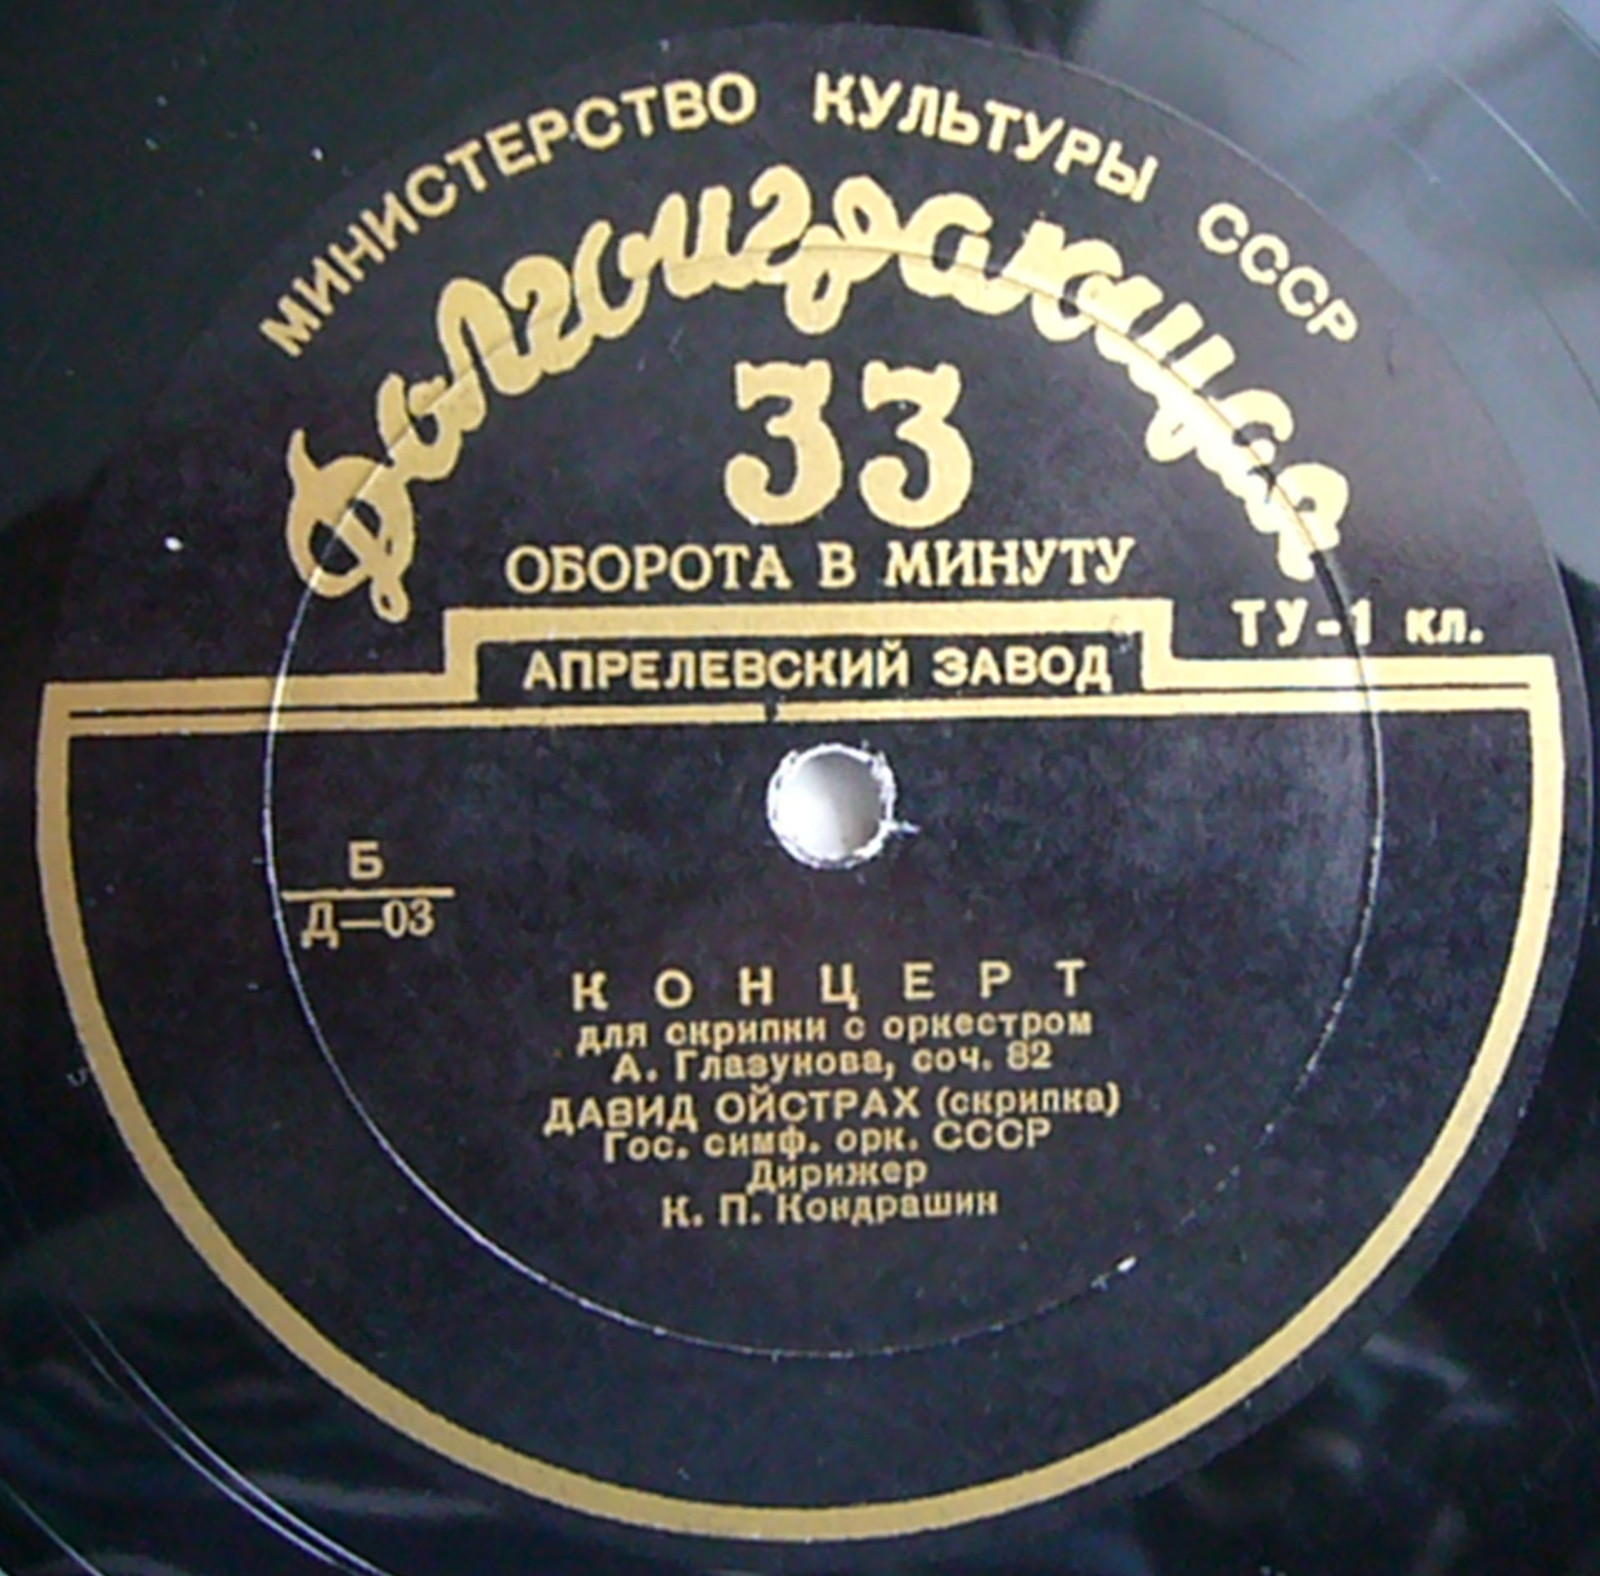 МИНИСТЕРСТВО КУЛЬТУРЫ СССР
Долгоиграющая
33
ОБОРОТА В МИНУТУ
ТУ-1 кл.
АПРЕЛЕВСКИЙ ЗАВОД
Б
Д—03
КОНЦЕРТ
для скрипки с оркестром
А. Глазунова, соч. 82
ДАВИД ОЙСТРАХ (скрипка)
Гос. симф. орк. СССР
Дирижер
К. П. Кондрашин